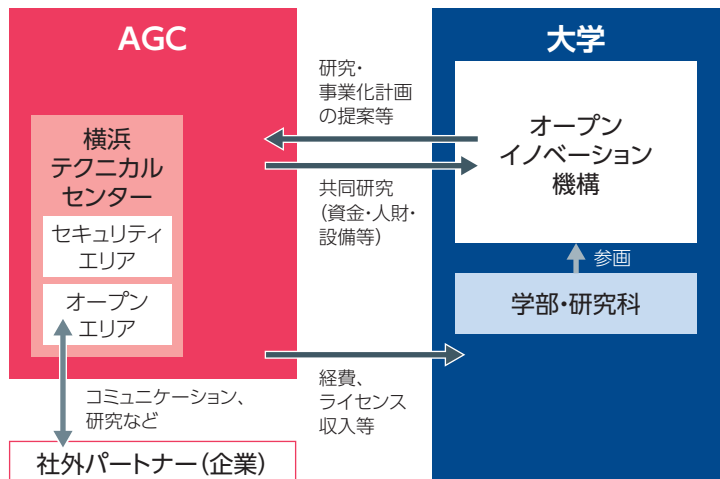 AGC
大学
研究・
事業化計画
の提案等
横浜
テクニカル
センター
セキュリティ
エリア
オープン
エリア
オープン
イノベーション
機構
共同研究
(資金・人財・
設備等)
参画
学部・研究科
経費、
ライセンス
収入等
コミュニケーション、
研究など
社外パートナー(企業)